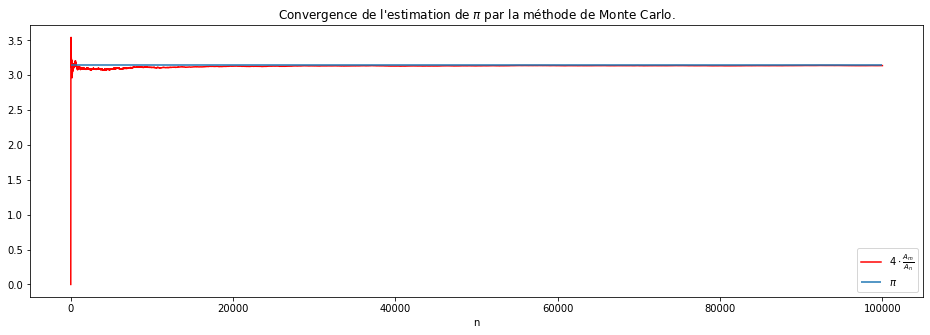 Convergence de l'estimation de π par la méthode de Monte Carlo.
3.5
3.0
2.5
2.0
1.5
1.0
0.5
0.0
4 · A_m/A_n
π
0 20000 40000 60000 80000 100000
n